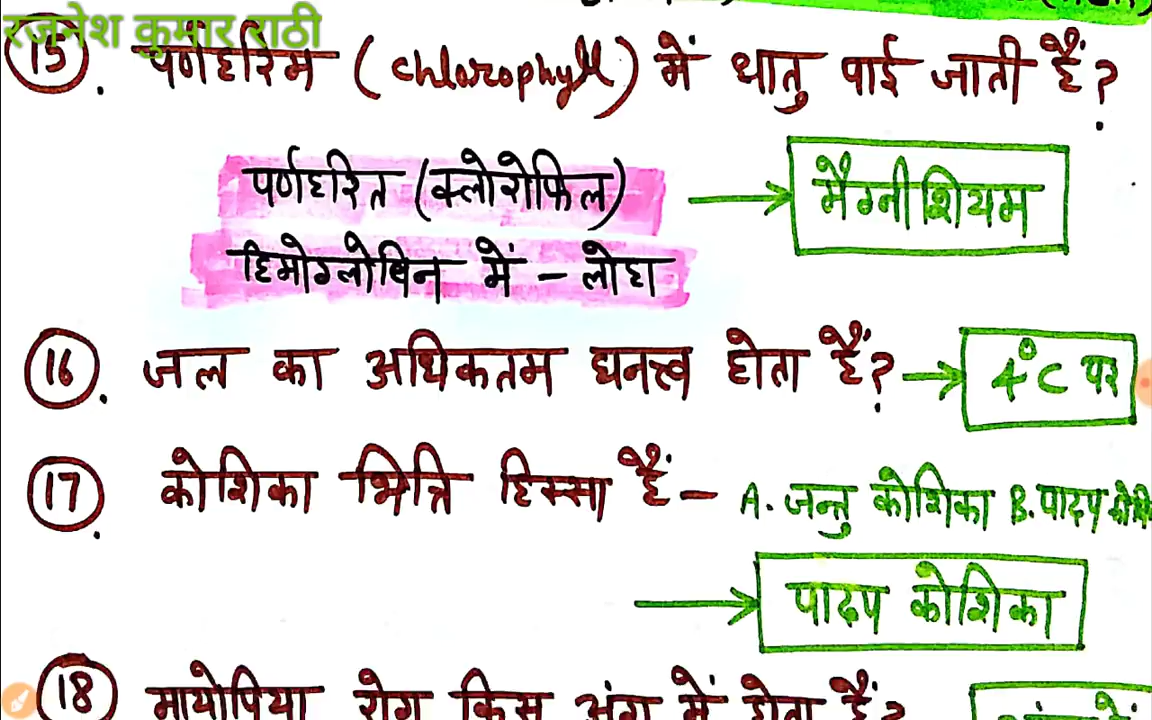 रजनेश कुमार राठी
15. पर्णहरिम (chlorophyll) में धातु पाई जाती हैं?
पर्णहरित (क्लोरोफिल) → मैग्नीशियम
हिमोग्लोबिन में - लोहा
16. जल का अधिकतम घनत्त्व होता हैं? → 4°C पर
17. कोशिका भित्ति हिस्सा हैं - A. जन्तु कोशिका B. पादप
→ पादप कोशिका
18 मायोपिया रोग किस अंग में होता हैं?